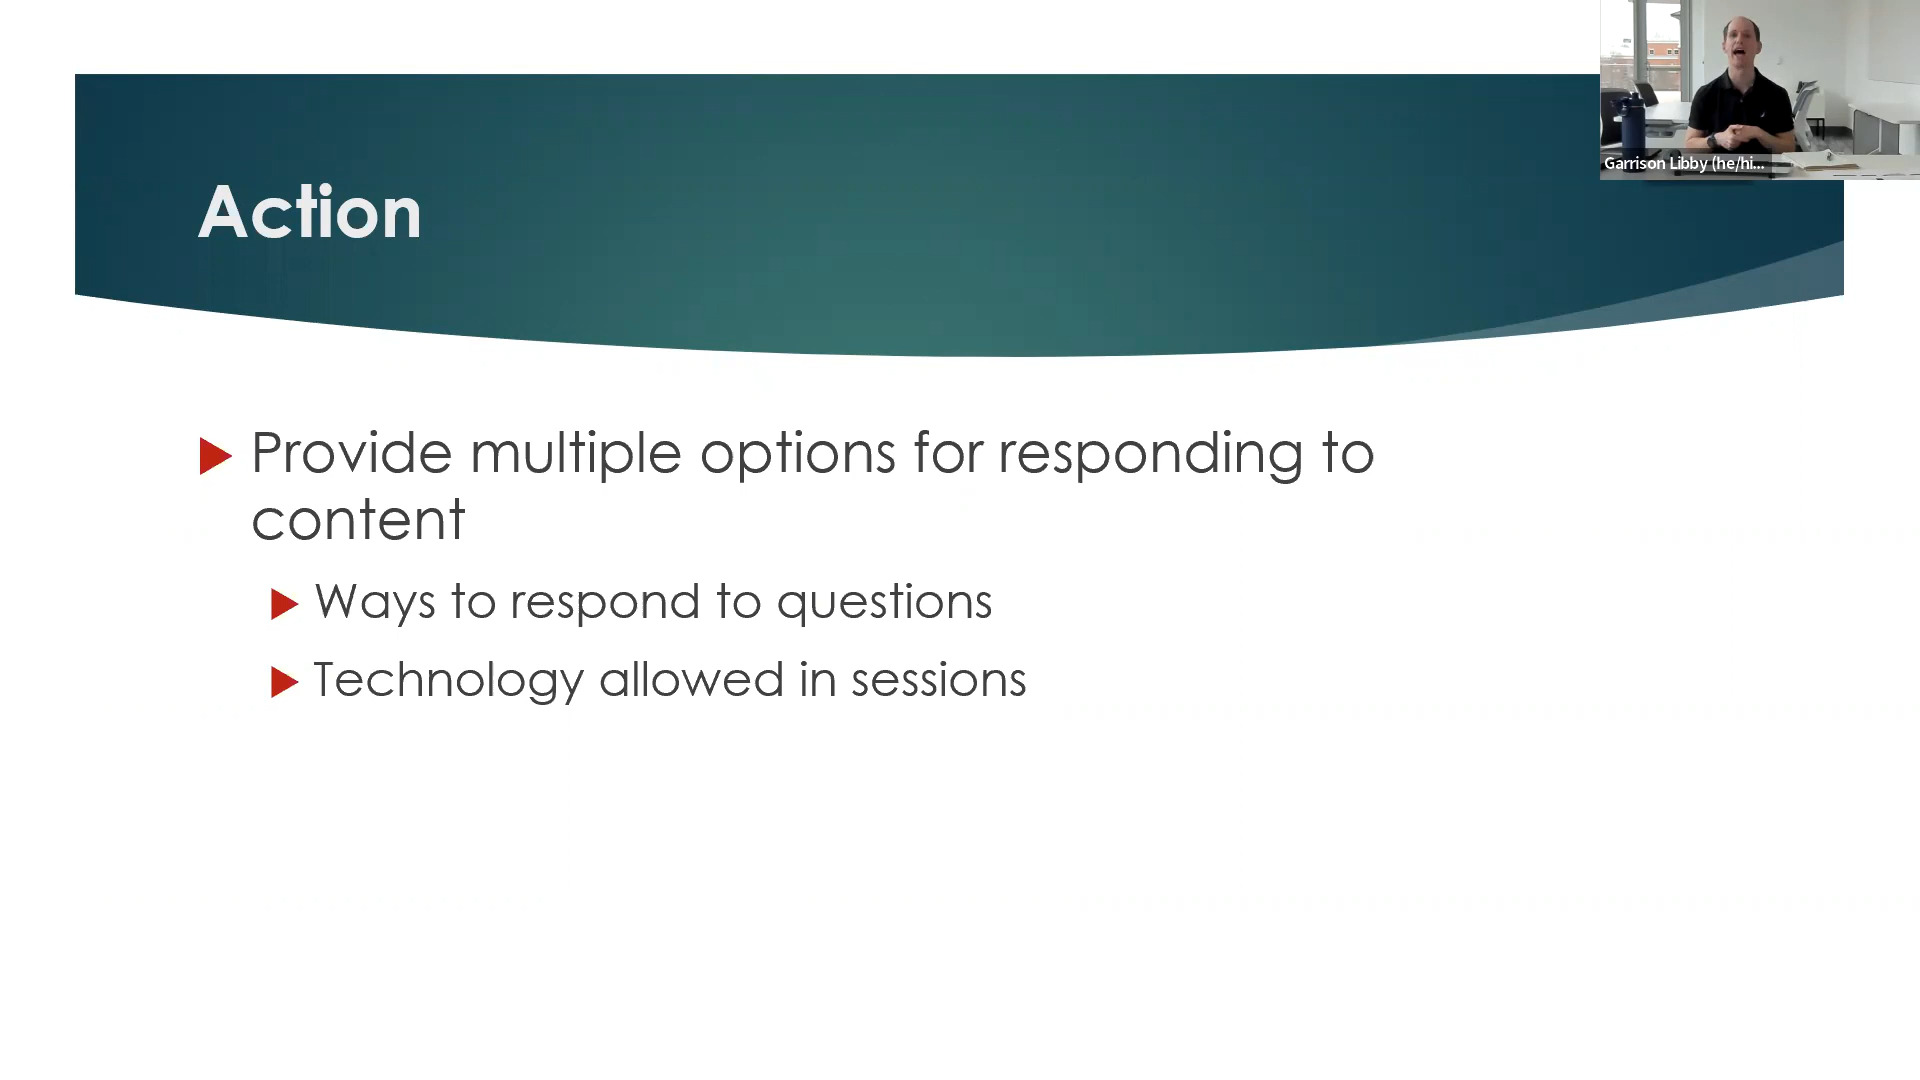 Garrison Libby (he/hi...
Action
Provide multiple options for responding to
content
Ways to respond to questions
Technology allowed in sessions